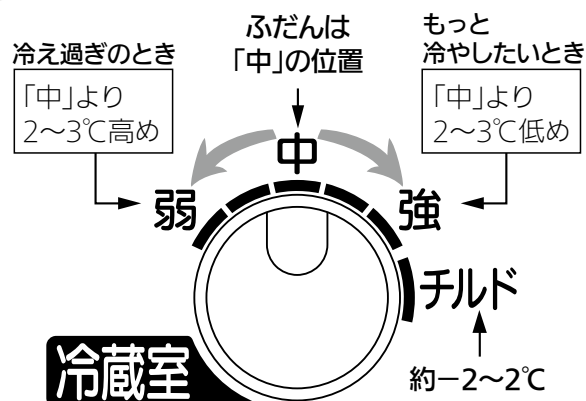 冷え過ぎのとき
「中」より
2〜3℃高め
ふだんは
「中」の位置
もっと
冷やしたいとき
「中」より
2〜3℃低め
弱
中
強
チルド
約−2〜2℃
冷蔵室